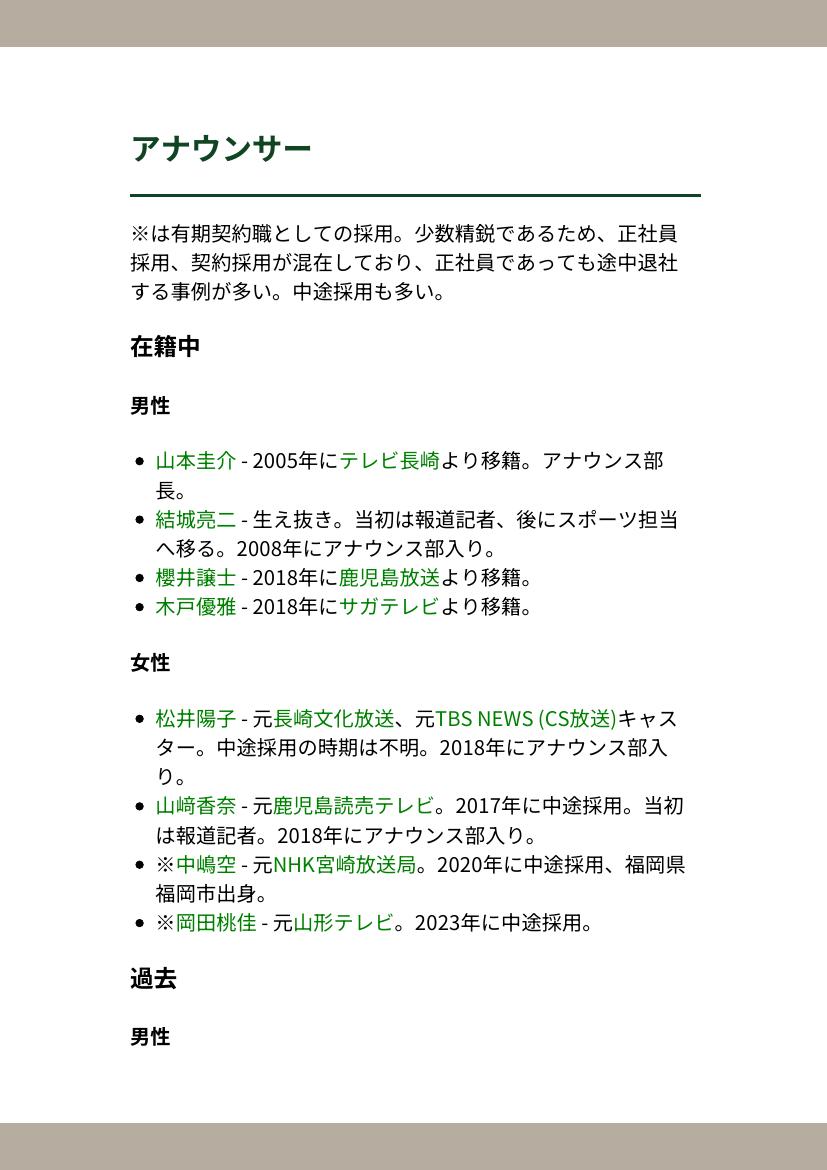 アナウンサー
※は有期契約職としての採用。少数精鋭であるため、正社員
採用、契約採用が混在しており、正社員であっても途中退社
する事例が多い。中途採用も多い。
在籍中
男性
• 山本圭介 - 2005年にテレビ長崎より移籍。アナウンス部
長。
• 結城亮二 - 生え抜き。当初は報道記者、後にスポーツ担当
へ移る。2008年にアナウンス部入り。
• 櫻井譲士 - 2018年に鹿児島放送より移籍。
• 木戸優雅 - 2018年にサガテレビより移籍。
女性
• 松井陽子 - 元長崎文化放送、元TBS NEWS (CS放送)キャス
ター。中途採用の時期は不明。2018年にアナウンス部入
り。
• 山﨑香奈 - 元鹿児島読売テレビ。2017年に中途採用。当初
は報道記者。2018年にアナウンス部入り。
• ※中嶋空 - 元NHK宮崎放送局。2020年に中途採用、福岡県
福岡市出身。
• ※岡田桃佳 - 元山形テレビ。2023年に中途採用。
過去
男性